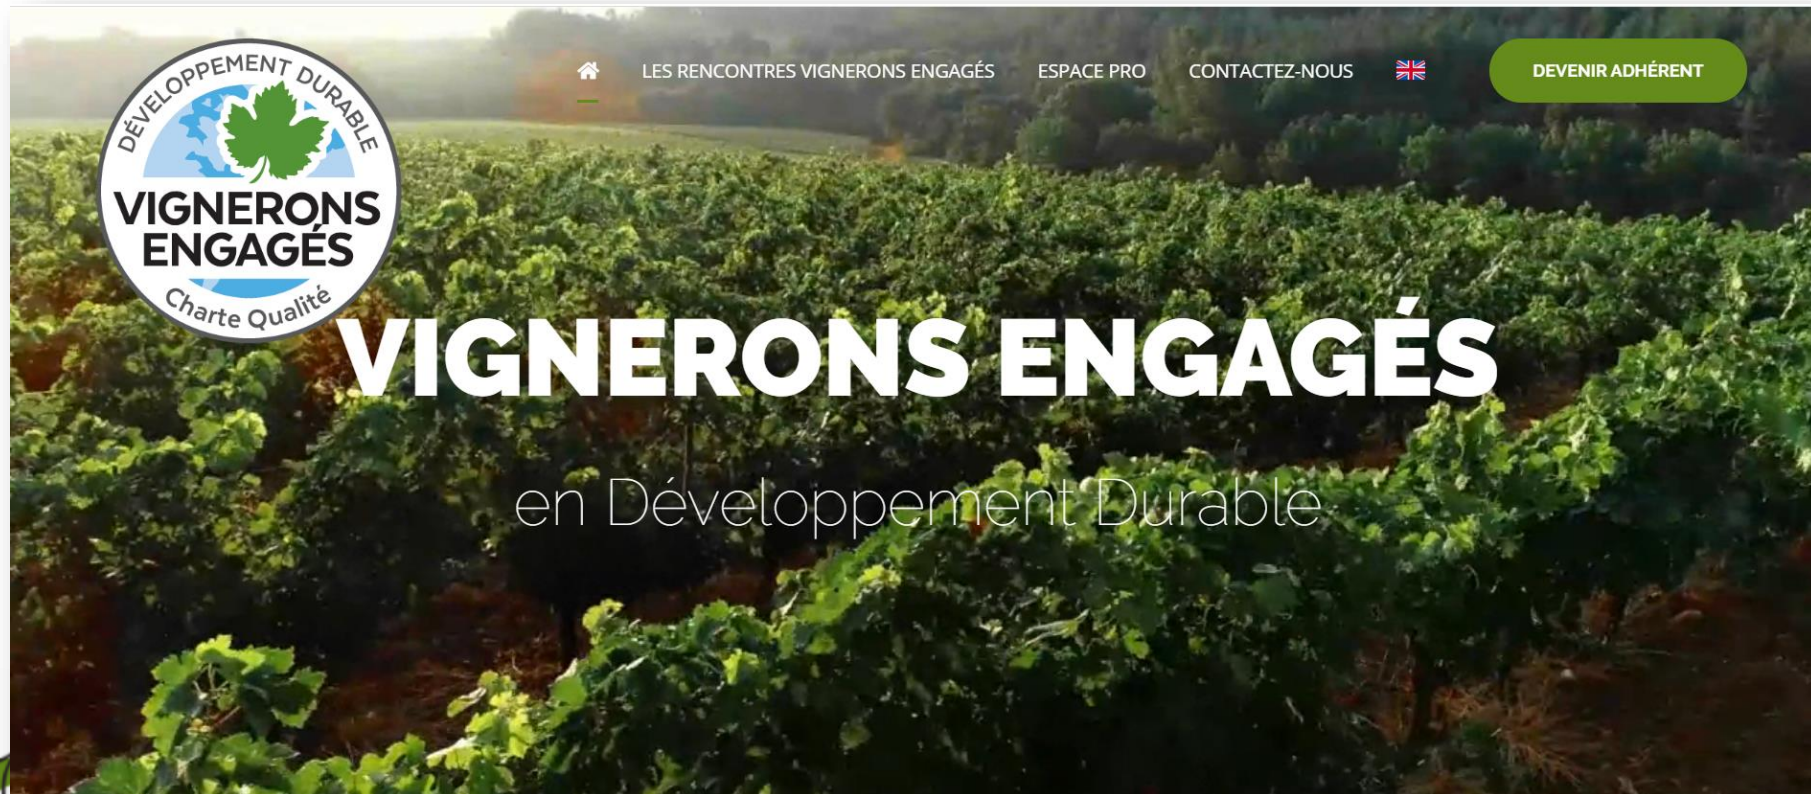 DÉVELOPPEMENT DURABLE
VIGNERONS
ENGAGÉS
Charte Qualité
LES RENCONTRES VIGNERONS ENGAGÉS
ESPACE PRO
CONTACTEZ-NOUS
DEVENIR ADHÉRENT
VIGNERONS ENGAGÉS
en Développement Durable